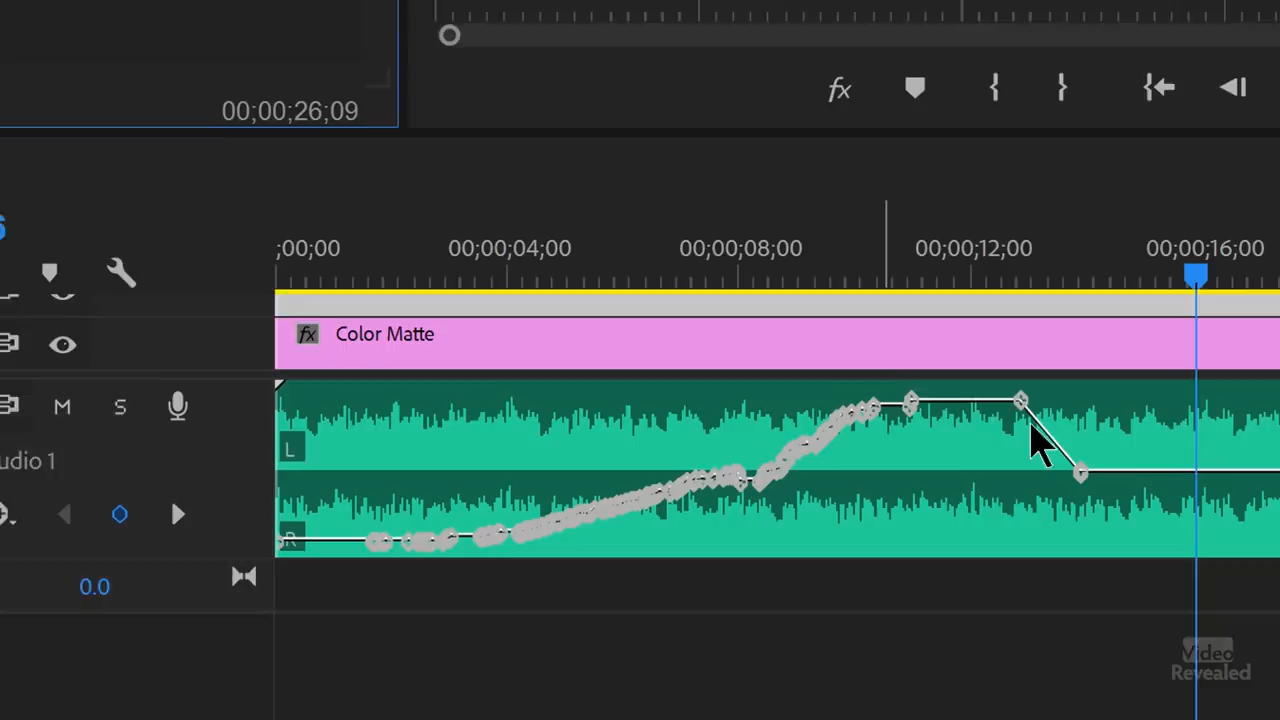 00;00;26;09
fx
;00;00
00;00;04;00
00;00;08;00
00;00;12;00
00;00;16;00
fx Color Matte
M S
L
udio 1
R
0.0
Video
Revealed